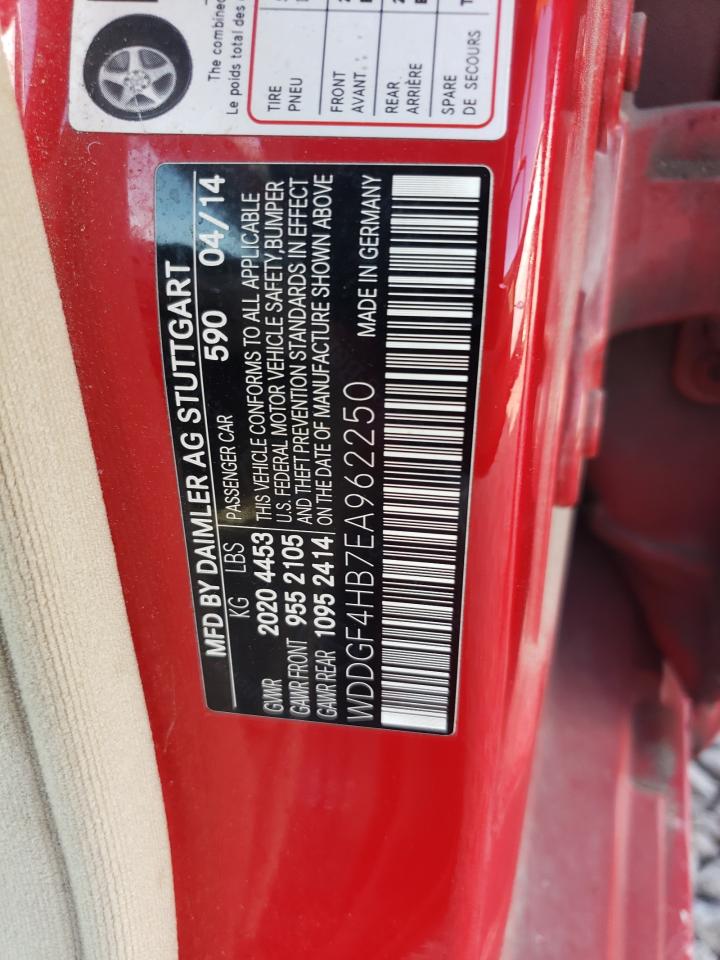 The combined
Le poids total des
TIRE
PNEU
FRONT
AVANT
REAR
ARRIÈRE
SPARE
DE SECOURS
MFD BY DAIMLER AG STUTTGART
590 04/14
KG LBS PASSENGER CAR
GVWR 2020 4453 THIS VEHICLE CONFORMS TO ALL APPLICABLE
U.S. FEDERAL MOTOR VEHICLE SAFETY,BUMPER
GAWR FRONT 955 2105 AND THEFT PREVENTION STANDARDS IN EFFECT
GAWR REAR 1095 2414 ON THE DATE OF MANUFACTURE SHOWN ABOVE
WDDGF4HB7EA962250 MADE IN GERMANY